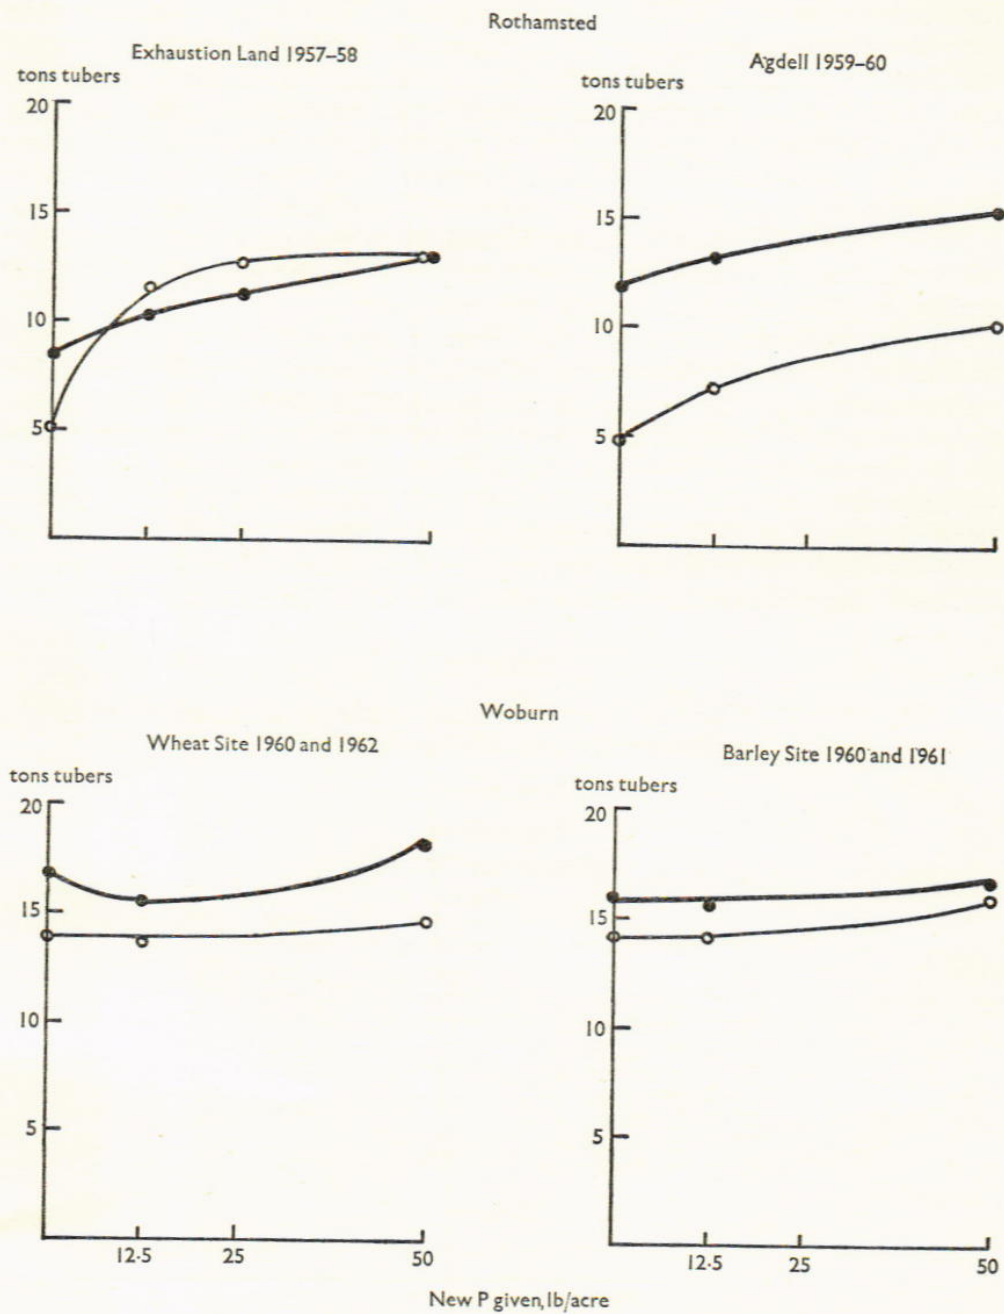 Rothamsted
Exhaustion Land 1957–58
tons tubers
20
15
10
5
Agdell 1959–60
tons tubers
20
15
10
5
Woburn
Wheat Site 1960 and 1962
tons tubers
20
15
10
5
12·5 25 50
Barley Site 1960 and 1961
tons tubers
20
15
10
5
12·5 25 50
New P given, lb/acre